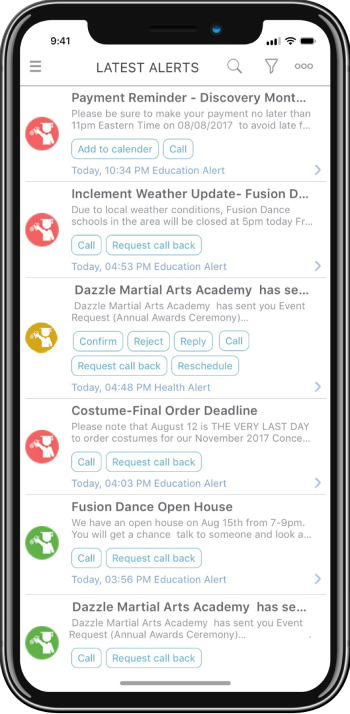 9:41
LATEST ALERTS
Payment Reminder - Discovery Mont...
Please be sure to make your payment no later than
11pm Eastern Time on 08/08/2017 to avoid late f...
Add to calender Call
Today, 10:34 PM Education Alert
Inclement Weather Update- Fusion D...
Due to local weather conditions, Fusion Dance
schools in the area will be closed at 5pm today Fr...
Call Request call back
Today, 04:53 PM Education Alert
Dazzle Martial Arts Academy has se...
Dazzle Martial Arts Academy has sent you Event
Request (Annual Awards Ceremony)...
Confirm Reject Reply Call
Request call back Reschedule
Today, 04:48 PM Health Alert
Costume-Final Order Deadline
Please note that August 12 is THE VERY LAST DAY
to order costumes for our November 2017 Conce...
Call Request call back
Today, 04:03 PM Education Alert
Fusion Dance Open House
We have an open house on Aug 15th from 7-9pm.
You will get a chance talk to someone and look a...
Call Request call back
Today, 03:56 PM Education Alert
Dazzle Martial Arts Academy has se...
Dazzle Martial Arts Academy has sent you Event
Request (Annual Awards Ceremony)... .
Call Request call back